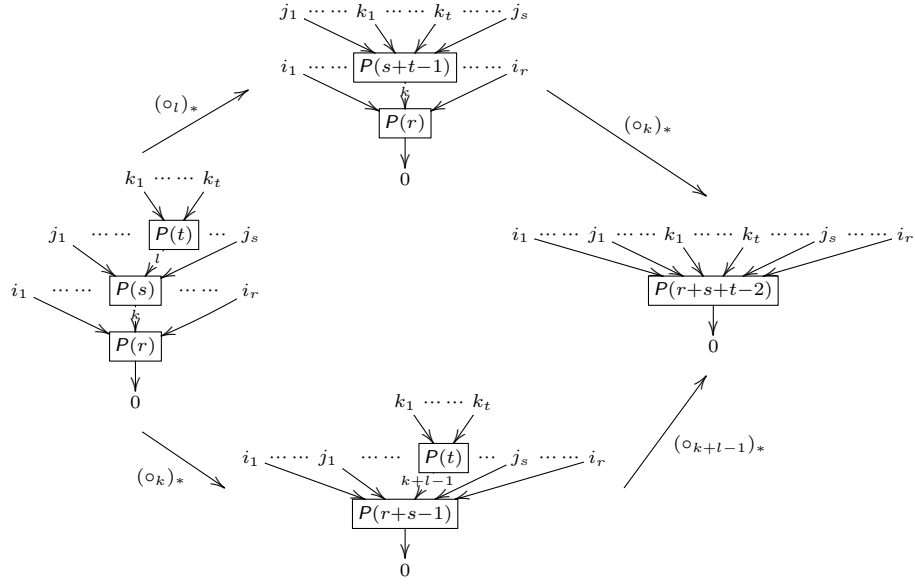 j₁ ⋯⋯ k₁ ⋯⋯ kₜ ⋯⋯ jₛ
i₁ ⋯⋯ P(s+t−1) ⋯⋯ iᵣ
k
(∘ₗ)∗
P(r)
(∘ₖ)∗
0
k₁ ⋯⋯ kₜ
j₁ ⋯⋯ P(t) ⋯ jₛ
l
i₁ ⋯⋯ P(s) ⋯⋯ iᵣ
k
P(r)
0
i₁ ⋯⋯ j₁ ⋯⋯ k₁ ⋯⋯ kₜ ⋯⋯ jₛ ⋯⋯ iᵣ
P(r+s+t−2)
0
(∘ₖ)∗
k₁ ⋯⋯ kₜ
i₁ ⋯⋯ j₁ ⋯⋯ P(t) ⋯ jₛ ⋯⋯ iᵣ
k+l−1
P(r+s−1)
0
(∘ₖ₊ₗ₋₁)∗